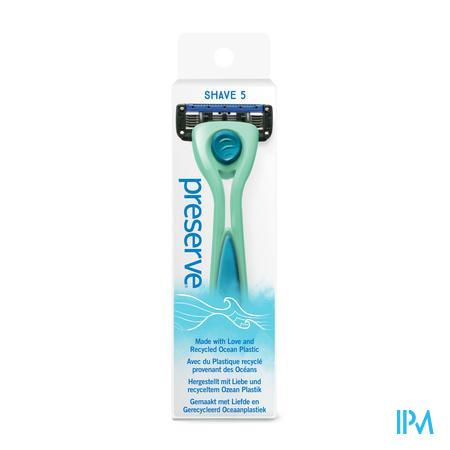 SHAVE 5
preserve
Made with Love and
Recycled Ocean Plastic
Avec du Plastique recyclé
provenant des Océans
Hergestellt mit Liebe und
recyceltem Ozean Plastik
Gemaakt met Liefde en
Gerecycleerd Oceaanplastiek
IPM